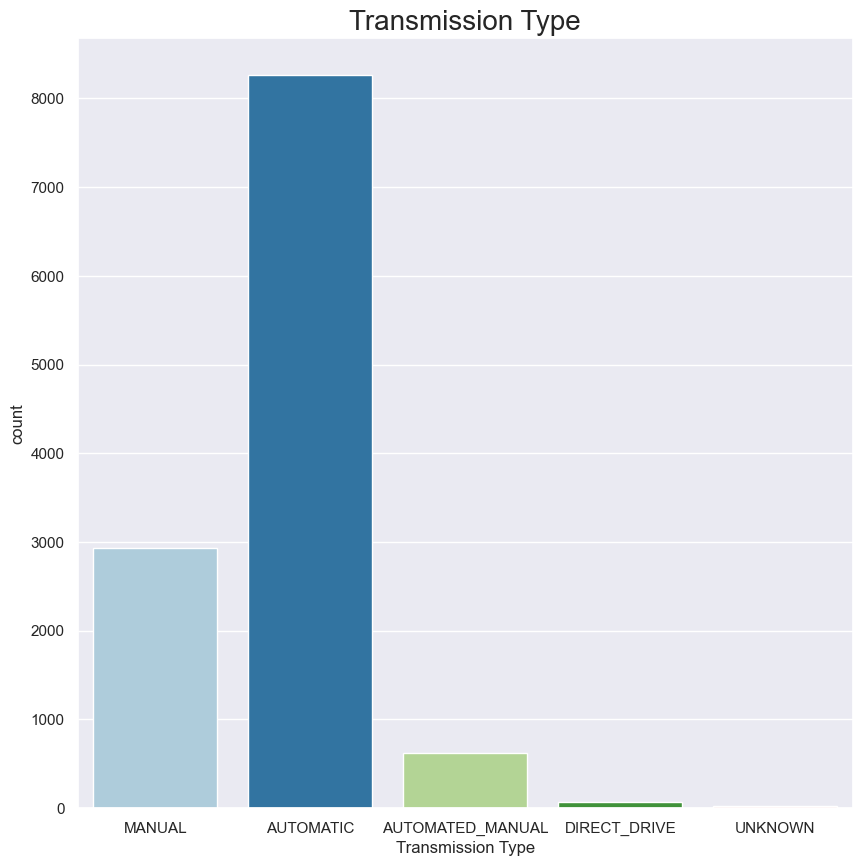 Transmission Type
8000
7000
6000
5000
4000
3000
2000
1000
0
count
MANUAL AUTOMATIC AUTOMATED_MANUAL DIRECT_DRIVE UNKNOWN
Transmission Type